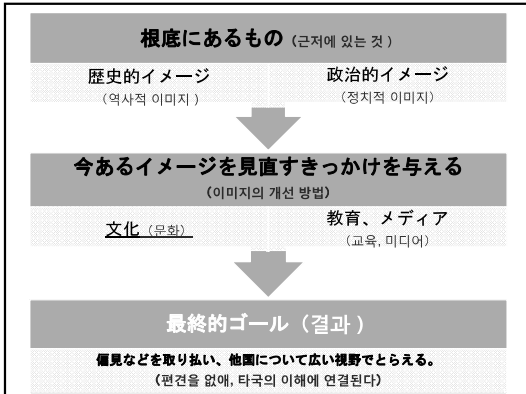 根底にあるもの (근저에 있는 것 )
歴史的イメージ
(역사적 이미지 )
政治的イメージ
(정치적 이미지)
今あるイメージを見直すきっかけを与える
(이미지의 개선 방법)
文化 (문화)
教育、メディア
(교육, 미디어)
最終的ゴール ( 결과 )
偏見などを取り払い、他国について広い視野でとらえる。
(편견을 없애, 타국의 이해에 연결된다)